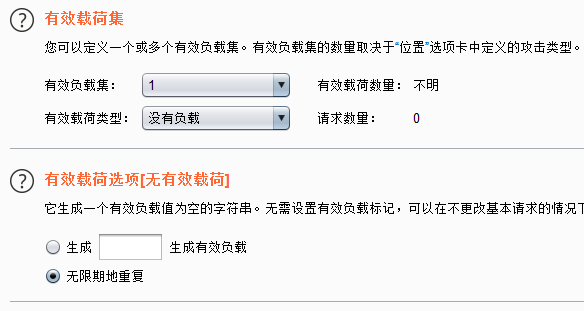 有效载荷集
您可以定义一个或多个有效负载集。有效负载集的数量取决于“位置”选项卡中定义的攻击类型。
有效负载集： 1 有效载荷数量： 不明
有效载荷类型： 没有负载 请求数量： 0
有效载荷选项[无有效载荷]
它生成一个有效负载值为空的字符串。无需设置有效负载标记，可以在不更改基本请求的情况下
生成 生成有效负载
无限期地重复